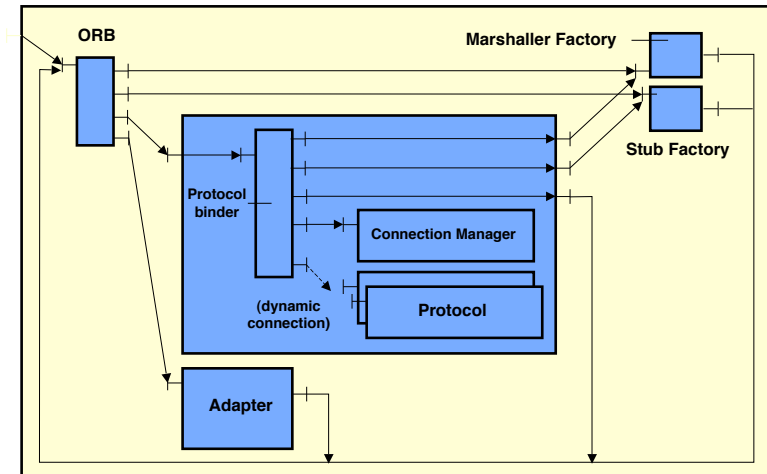 ORB
Marshaller Factory
Stub Factory
Protocol
binder
Connection Manager
(dynamic
connection)
Protocol
Adapter